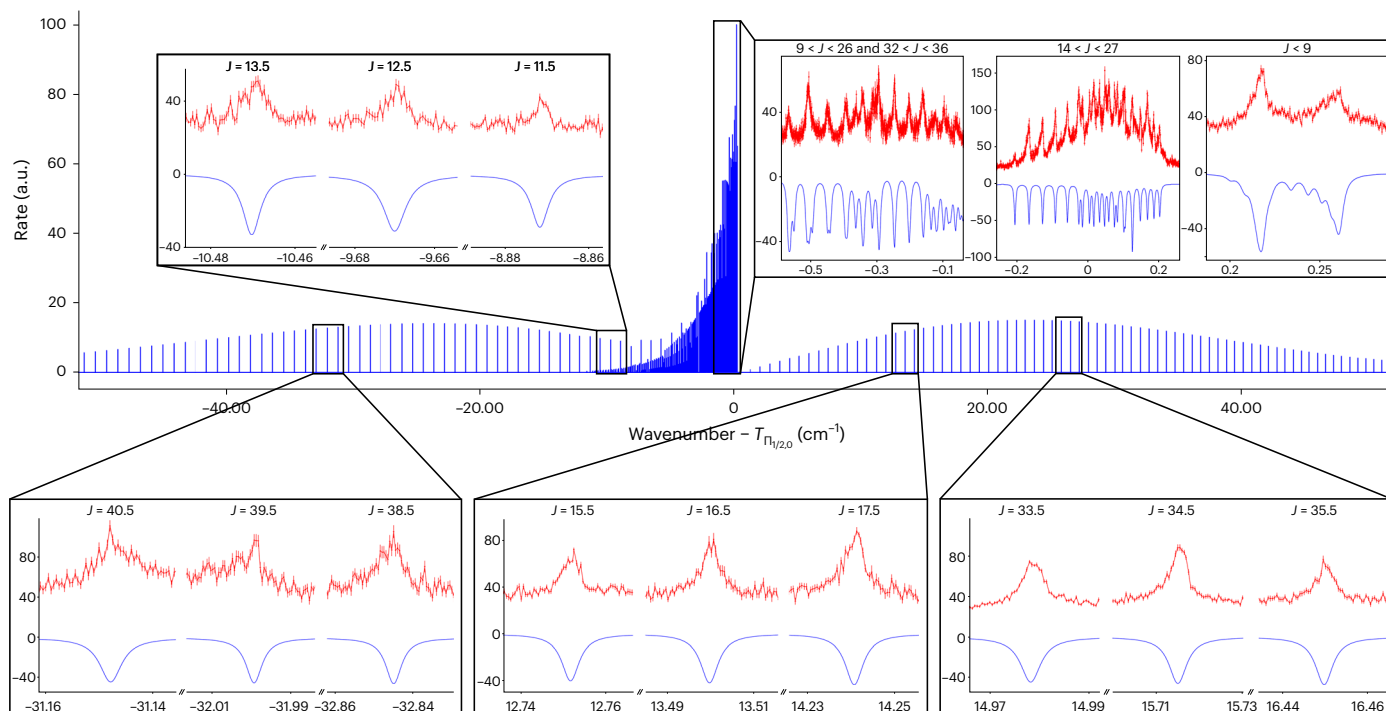 100
80
60
40
20
0
Rate (a.u.)
−40.00 −20.00 0 20.00 40.00
Wavenumber − TΠ1/2,0 (cm−1)
J = 13.5 J = 12.5 J = 11.5
40
0
−40
−10.48 −10.46 // −9.68 −9.66 // −8.88 −8.86
9 < J < 26 and 32 < J < 36
40
0
−40
−0.5 −0.3 −0.1
14 < J < 27
150
100
50
0
−50
−100
−0.2 0 0.2
J < 9
80
40
0
−40
0.2 0.25
J = 40.5 J = 39.5 J = 38.5
80
40
0
−40
−31.16 −31.14 // −32.01 −31.99 // −32.86 −32.84
J = 15.5 J = 16.5 J = 17.5
80
40
0
−40
12.74 12.76 // 13.49 13.51 // 14.23 14.25
J = 33.5 J = 34.5 J = 35.5
80
40
0
−40
14.97 14.99 // 15.71 15.73 // 16.44 16.46